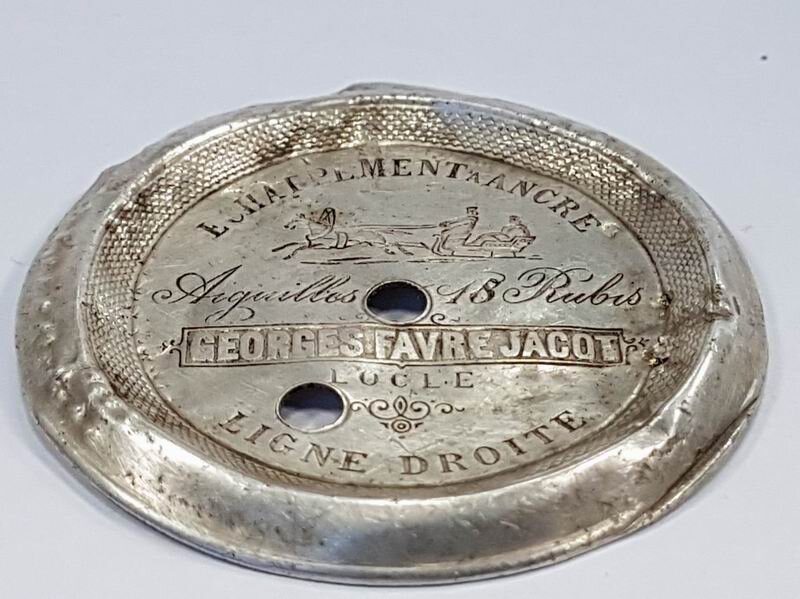 ECHAPPEMENT A ANCRE
Aiguilles 18 Rubis
GEORGES FAVRE JACOT
LOCLE
LIGNE DROITE